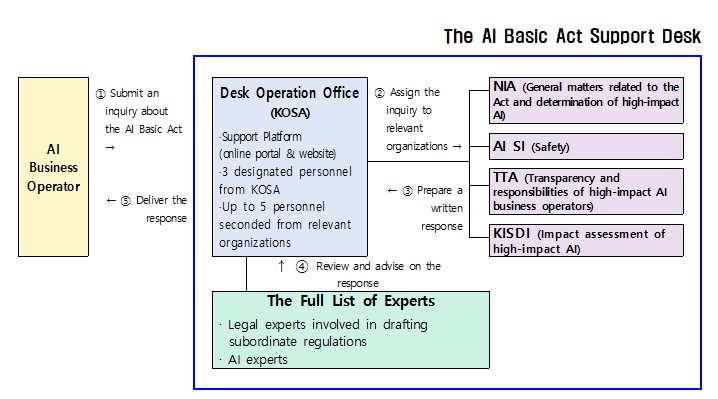 The AI Basic Act Support Desk
AI
Business
Operator
① Submit an
inquiry about
the AI Basic Act
→
← ⑤ Deliver the
response
Desk Operation Office
(KOSA)
·Support Platform
(online portal & website)
·3 designated personnel
from KOSA
·Up to 5 personnel
seconded from relevant
organizations
② Assign the
inquiry to
relevant
organizations →
← ③ Prepare a
written
response
NIA (General matters related to the
Act and determination of high-impact
AI)
AI SI (Safety)
TTA (Transparency and
responsibilities of high-impact AI
business operators)
KISDI (Impact assessment of
high-impact AI)
↑ ④ Review and advise on the
response
The Full List of Experts
· Legal experts involved in drafting
subordinate regulations
· AI experts